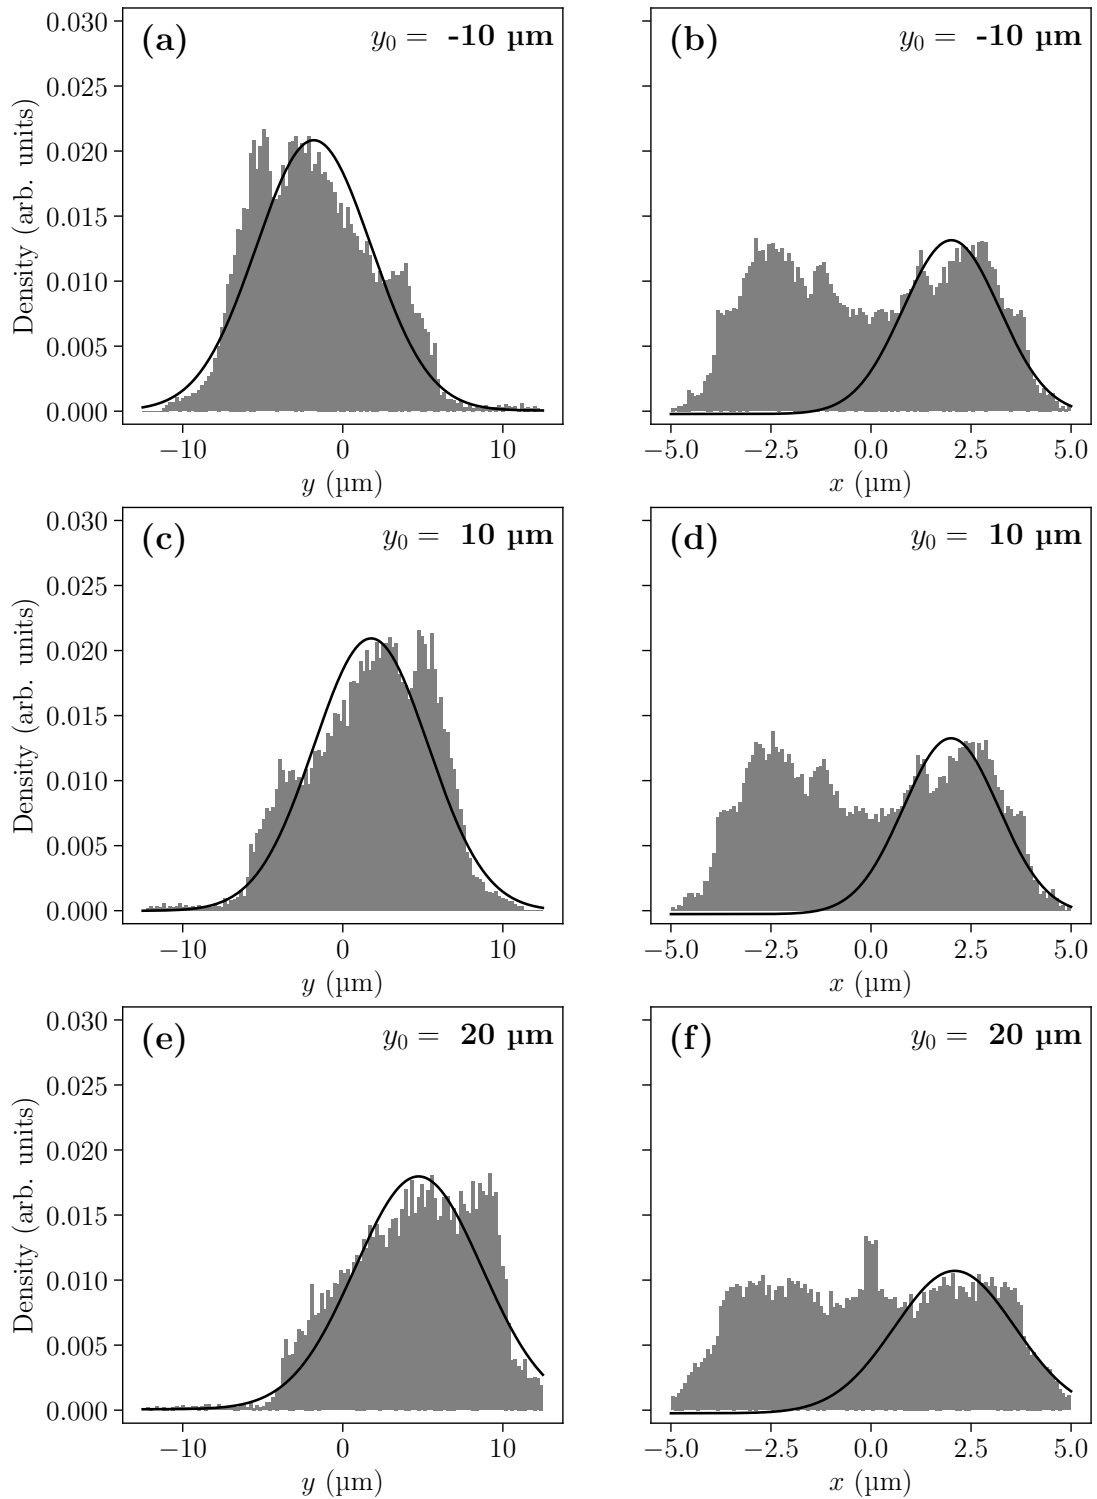 (a) y₀ = -10 µm
0.030
0.025
0.020
0.015
0.010
0.005
0.000
Density (arb. units)
−10 0 10
y (µm)
(b) y₀ = -10 µm
−5.0 −2.5 0.0 2.5 5.0
x (µm)
(c) y₀ = 10 µm
0.030
0.025
0.020
0.015
0.010
0.005
0.000
Density (arb. units)
−10 0 10
y (µm)
(d) y₀ = 10 µm
−5.0 −2.5 0.0 2.5 5.0
x (µm)
(e) y₀ = 20 µm
0.030
0.025
0.020
0.015
0.010
0.005
0.000
Density (arb. units)
−10 0 10
y (µm)
(f) y₀ = 20 µm
−5.0 −2.5 0.0 2.5 5.0
x (µm)